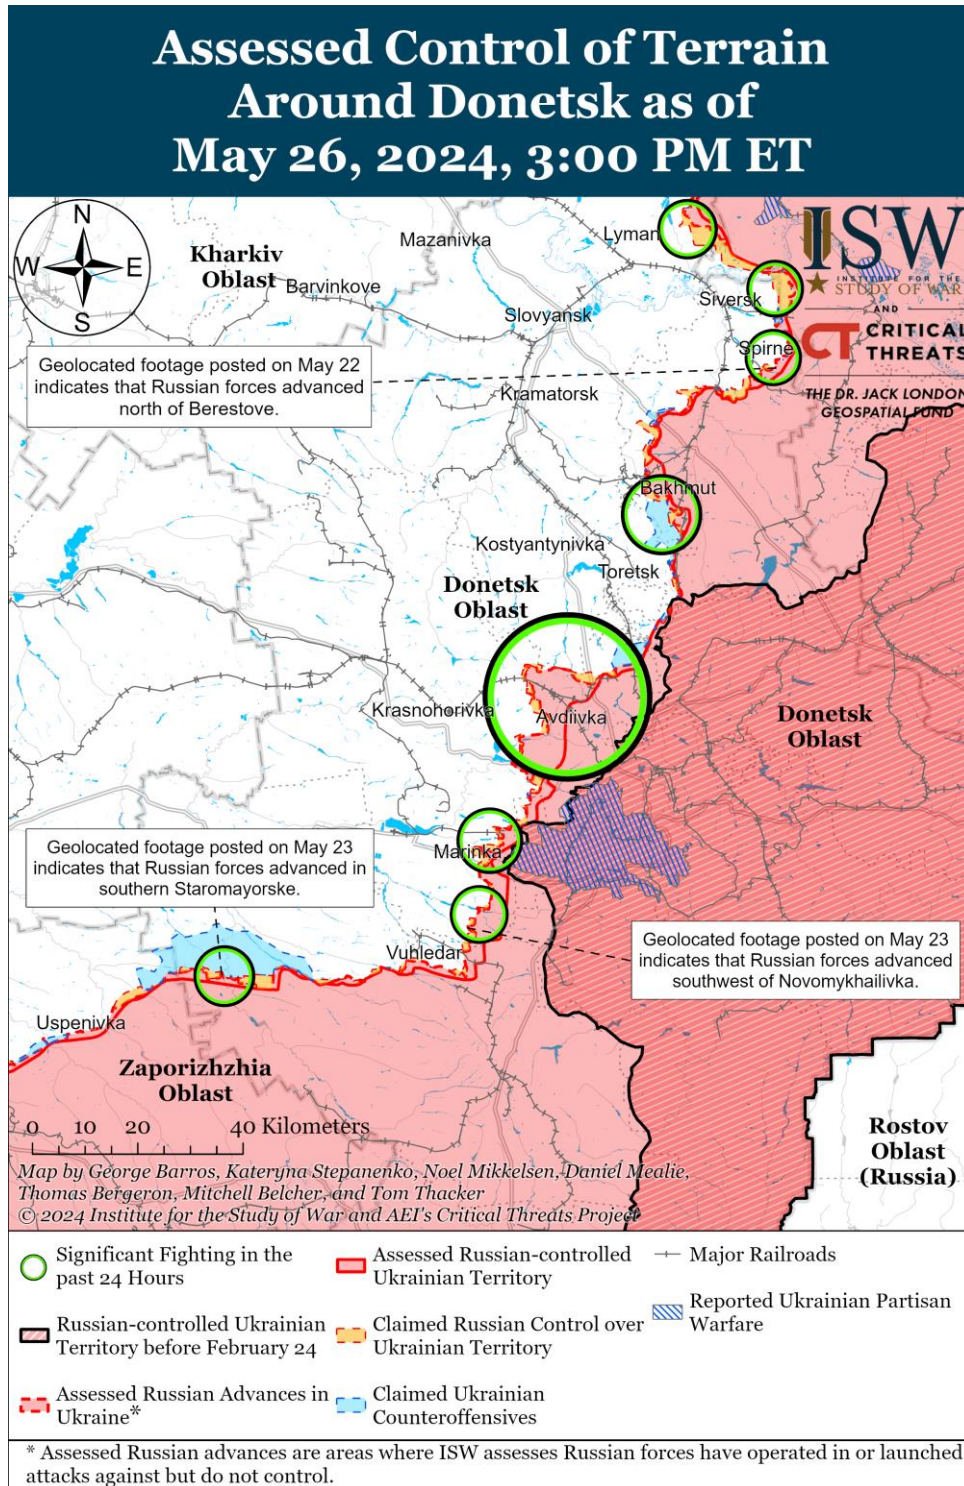 Assessed Control of Terrain
Around Donetsk as of
May 26, 2024, 3:00 PM ET
N
W
E
S
Kharkiv
Oblast
Mazanivka
Lyman
ISW
INSTITUTE FOR THE
STUDY OF WAR
AND
CT CRITICAL
THREATS
THE DR. JACK LONDON
GEOSPATIAL FUND
Barvinkove
Slovyansk
Siversk
Spirne
Geolocated footage posted on May 22
indicates that Russian forces advanced
north of Berestove.
Kramatorsk
Bakhmut
Kostyantynivka
Toretsk
Donetsk
Oblast
Krasnohorivka
Avdiivka
Donetsk
Oblast
Geolocated footage posted on May 23
indicates that Russian forces advanced in
southern Staromayorske.
Marinka
Vuhledar
Geolocated footage posted on May 23
indicates that Russian forces advanced
southwest of Novomykhailivka.
Uspenivka
Zaporizhzhia
Oblast
Rostov
Oblast
(Russia)
0 10 20 40 Kilometers
Map by George Barros, Kateryna Stepanenko, Noel Mikkelsen, Daniel Mealie,
Thomas Bergeron, Mitchell Belcher, and Tom Thacker
© 2024 Institute for the Study of War and AEI's Critical Threats Project
Significant Fighting in the
past 24 Hours
Russian-controlled Ukrainian
Territory before February 24
Assessed Russian Advances in
Ukraine*
Assessed Russian-controlled
Ukrainian Territory
Claimed Russian Control over
Ukrainian Territory
Claimed Ukrainian
Counteroffensives
Major Railroads
Reported Ukrainian Partisan
Warfare
* Assessed Russian advances are areas where ISW assesses Russian forces have operated in or launched
attacks against but do not control.